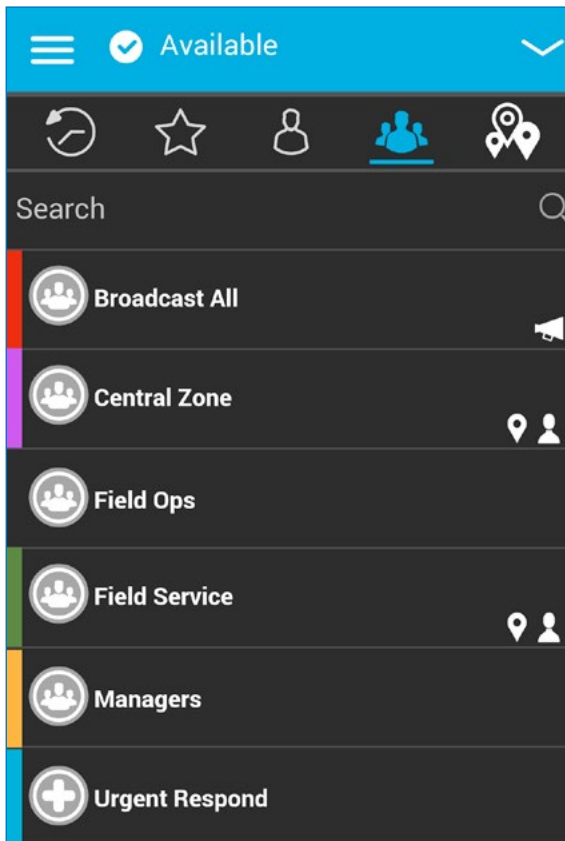 Available
Search
Broadcast All
Central Zone
Field Ops
Field Service
Managers
Urgent Respond